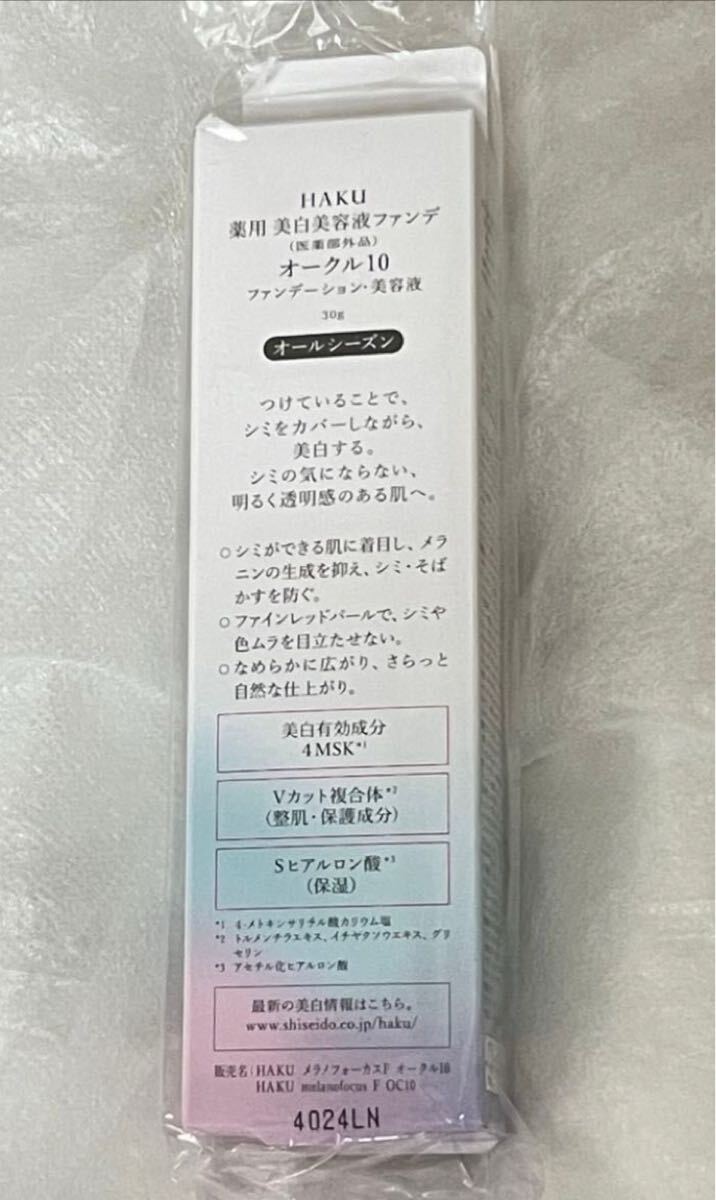 HAKU
薬用 美白美容液ファンデ
（医薬部外品）
オークル10
ファンデーション・美容液
30g
オールシーズン
つけていることで、
シミをカバーしながら、
美白する。
シミの気にならない、
明るく透明感のある肌へ。
○シミができる肌に着目し、メラ
ニンの生成を抑え、シミ・そば
かすを防ぐ。
○ファインレッドパールで、シミや
色ムラを目立たせない。
○なめらかに広がり、さらっと
自然な仕上がり。
美白有効成分
4MSK*1
Vカット複合体*2
（整肌・保護成分）
Sヒアルロン酸*3
（保湿）
*1 4-メトキシサリチル酸カリウム塩
*2 トルメンチラエキス、イチヤクソウエキス、グリ
セリン
*3 アセチル化ヒアルロン酸
最新の美白情報はこちら。
www.shiseido.co.jp/haku/
販売名：HAKU メラノフォーカスF オークル10
HAKU melanofocus F OC10
4024LN